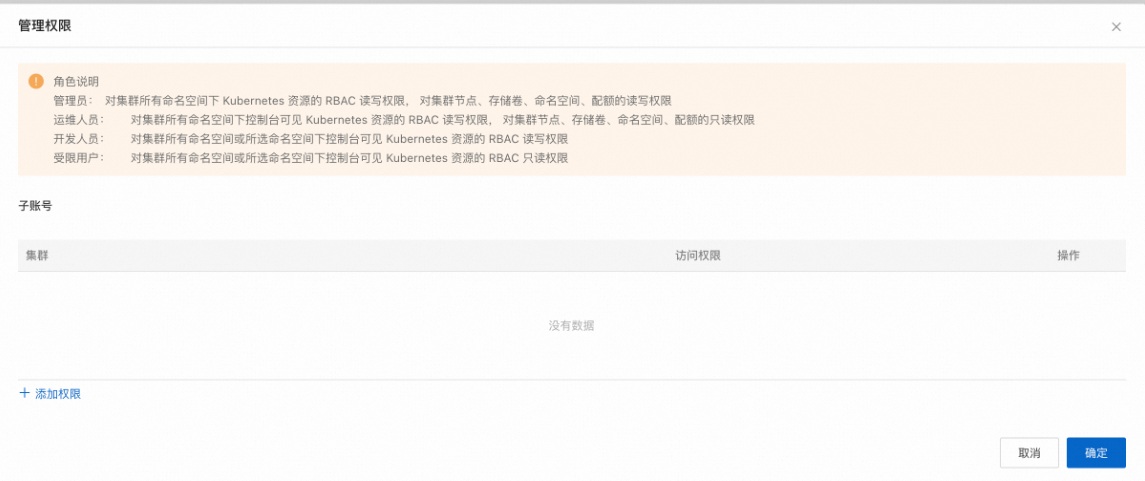 管理权限
角色说明
管理员: 对集群所有命名空间下 Kubernetes 资源的 RBAC 读写权限, 对集群节点、存储卷、命名空间、配额的读写权限
运维人员: 对集群所有命名空间下控制台可见 Kubernetes 资源的 RBAC 读写权限, 对集群节点、存储卷、命名空间、配额的只读权限
开发人员: 对集群所有命名空间或所选命名空间下控制台可见 Kubernetes 资源的 RBAC 读写权限
受限用户: 对集群所有命名空间或所选命名空间下控制台可见 Kubernetes 资源的 RBAC 只读权限
子账号
集群 访问权限 操作
没有数据
+ 添加权限
取消 确定